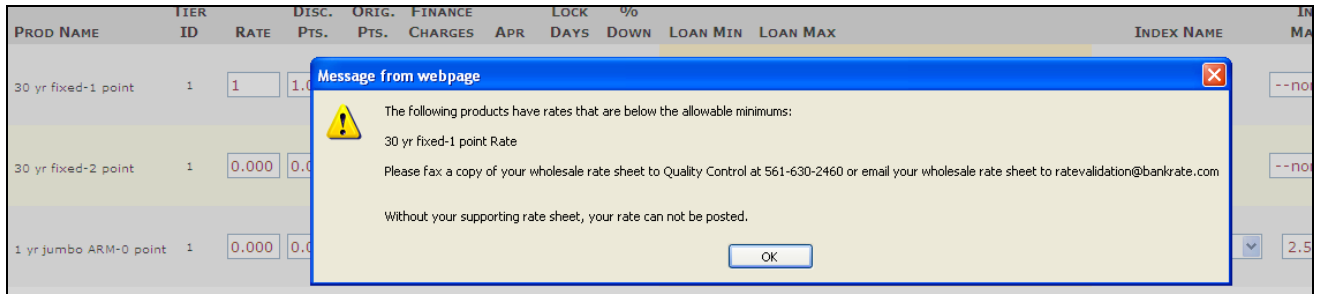 TIER DISC. ORIG. FINANCE LOCK %
PROD NAME ID RATE PTS. PTS. CHARGES APR DAYS DOWN LOAN MIN LOAN MAX INDEX NAME
Message from webpage
The following products have rates that are below the allowable minimums:
30 yr fixed-1 point 1 1
30 yr fixed-1 point Rate
30 yr fixed-2 point 1 0.000
Please fax a copy of your wholesale rate sheet to Quality Control at 561-630-2460 or email your wholesale rate sheet to ratevalidation@bankrate.com
Without your supporting rate sheet, your rate can not be posted.
1 yr jumbo ARM-0 point 1 0.000 2.5
OK